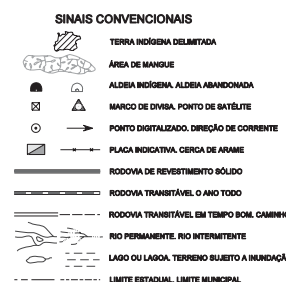 SINAIS CONVENCIONAIS
TERRA INDÍGENA DELIMITADA
ÁREA DE MANGUE
ALDEIA INDÍGENA. ALDEIA ABANDONADA
MARCO DE DIVISA. PONTO DE SATÉLITE
PONTO DIGITALIZADO. DIREÇÃO DE CORRENTE
PLACA INDICATIVA. CERCA DE ARAME
RODOVIA DE REVESTIMENTO SÓLIDO
RODOVIA TRANSITÁVEL O ANO TODO
RODOVIA TRANSITÁVEL EM TEMPO BOM. CAMINHO
RIO PERMANENTE. RIO INTERMITENTE
LAGO OU LAGOA. TERRENO SUJEITO A INUNDAÇÃ
LIMITE ESTADUAL. LIMITE MUNICIPAL